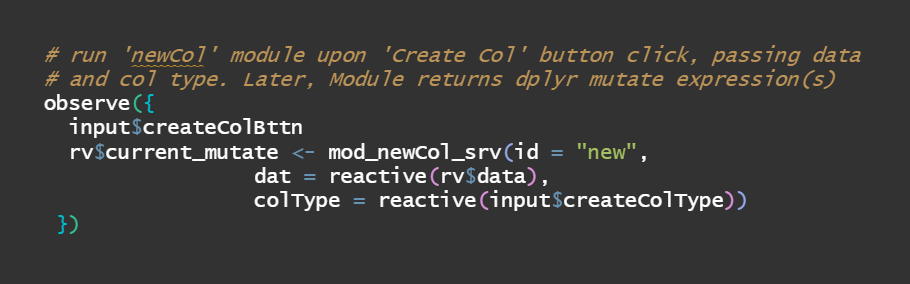 # run 'newCol' module upon 'Create Col' button click, passing data
# and col type. Later, Module returns dplyr mutate expression(s)
observe({
  input$createColBttn
  rv$current_mutate <- mod_newCol_srv(id = "new",
                 dat = reactive(rv$data),
                 colType = reactive(input$createColType))
 })